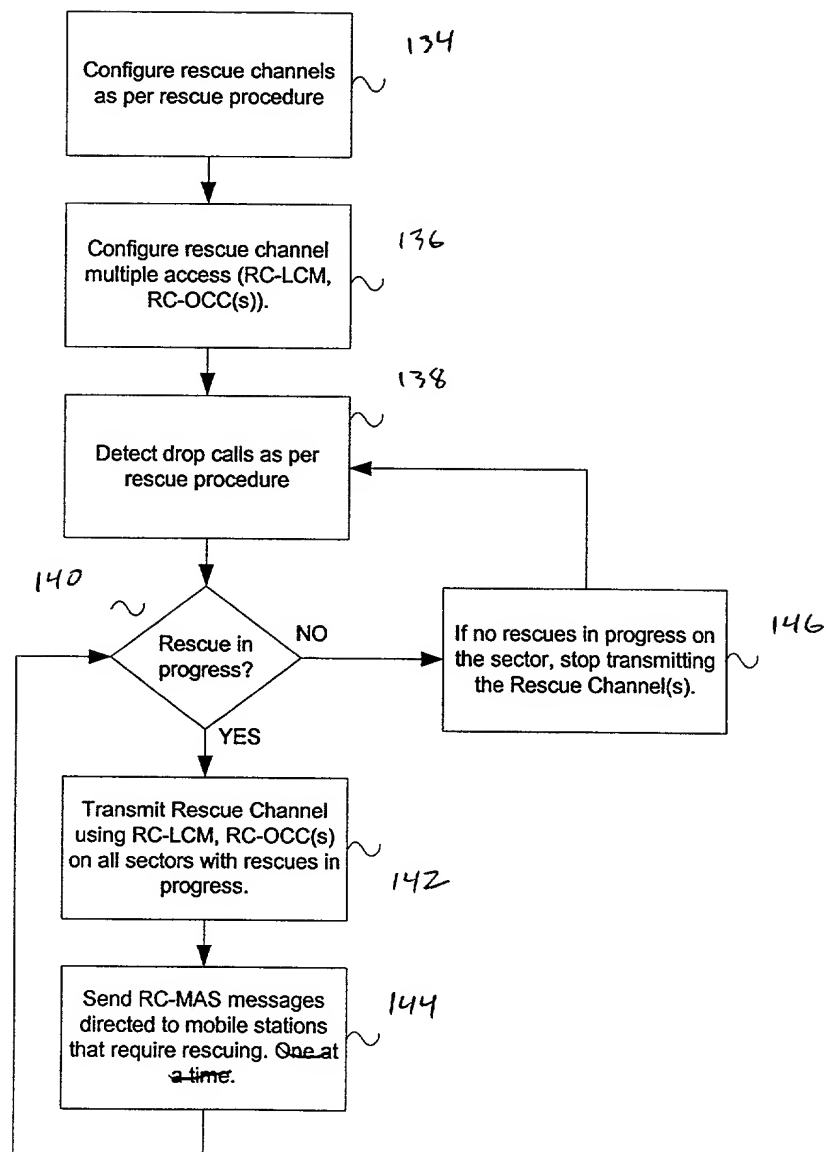 134
Configure rescue channels
as per rescue procedure
136
Configure rescue channel
multiple access (RC-LCM,
RC-OCC(s)).
138
Detect drop calls as per
rescue procedure
140
Rescue in
progress?
NO
If no rescues in progress on
the sector, stop transmitting
the Rescue Channel(s).
146
YES
Transmit Rescue Channel
using RC-LCM, RC-OCC(s)
on all sectors with rescues in
progress.
142
Send RC-MAS messages
directed to mobile stations
that require rescuing. One at
a time.
144